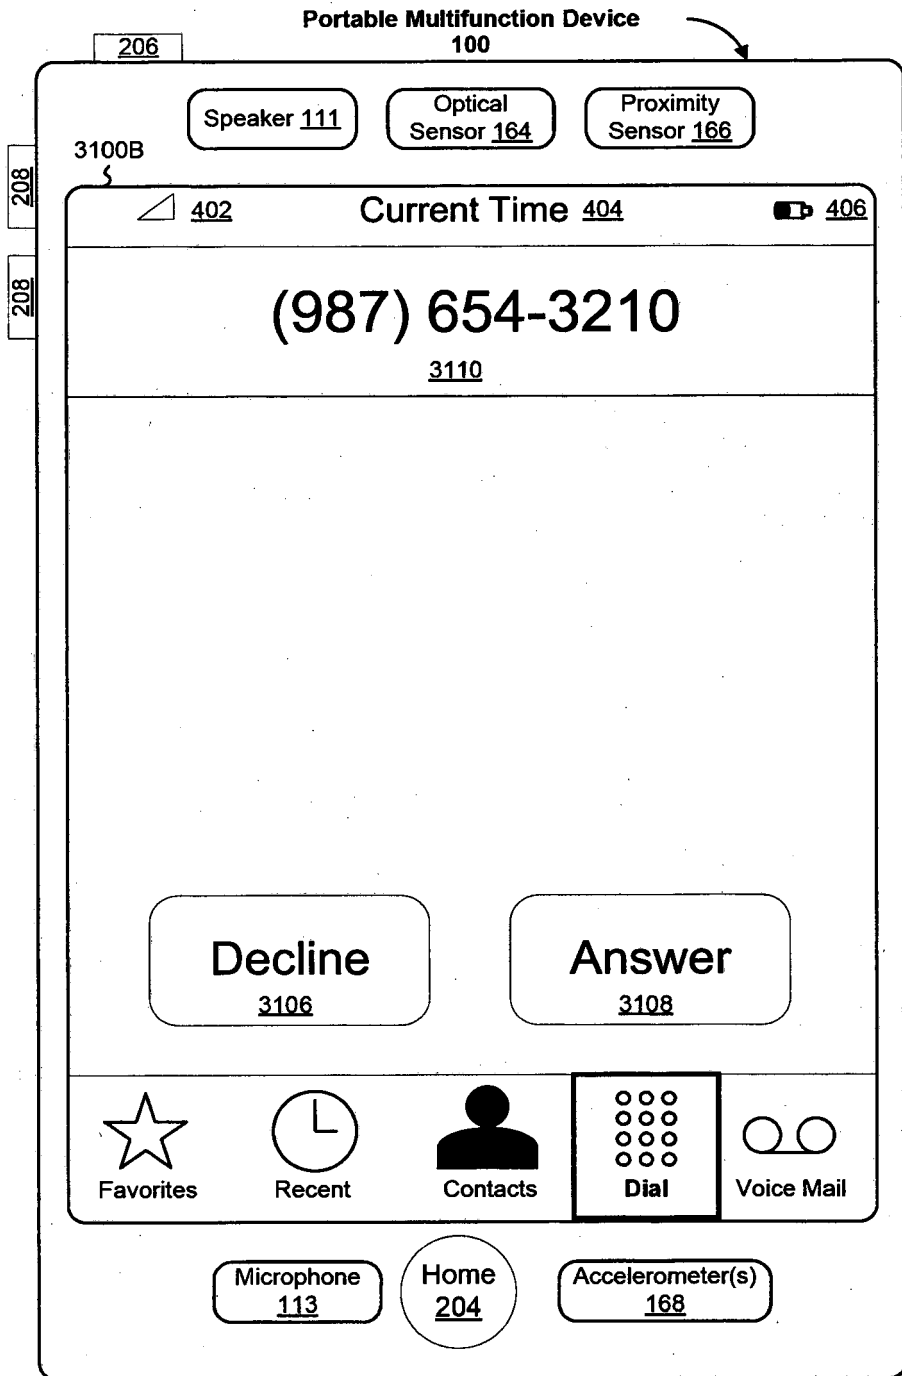 Portable Multifunction Device
100
206
Speaker 111
Optical
Sensor 164
Proximity
Sensor 166
3100B
208
208
402
Current Time 404
406
(987) 654-3210
3110
Decline
3106
Answer
3108
Favorites
Recent
Contacts
Dial
Voice Mail
Microphone
113
Home
204
Accelerometer(s)
168